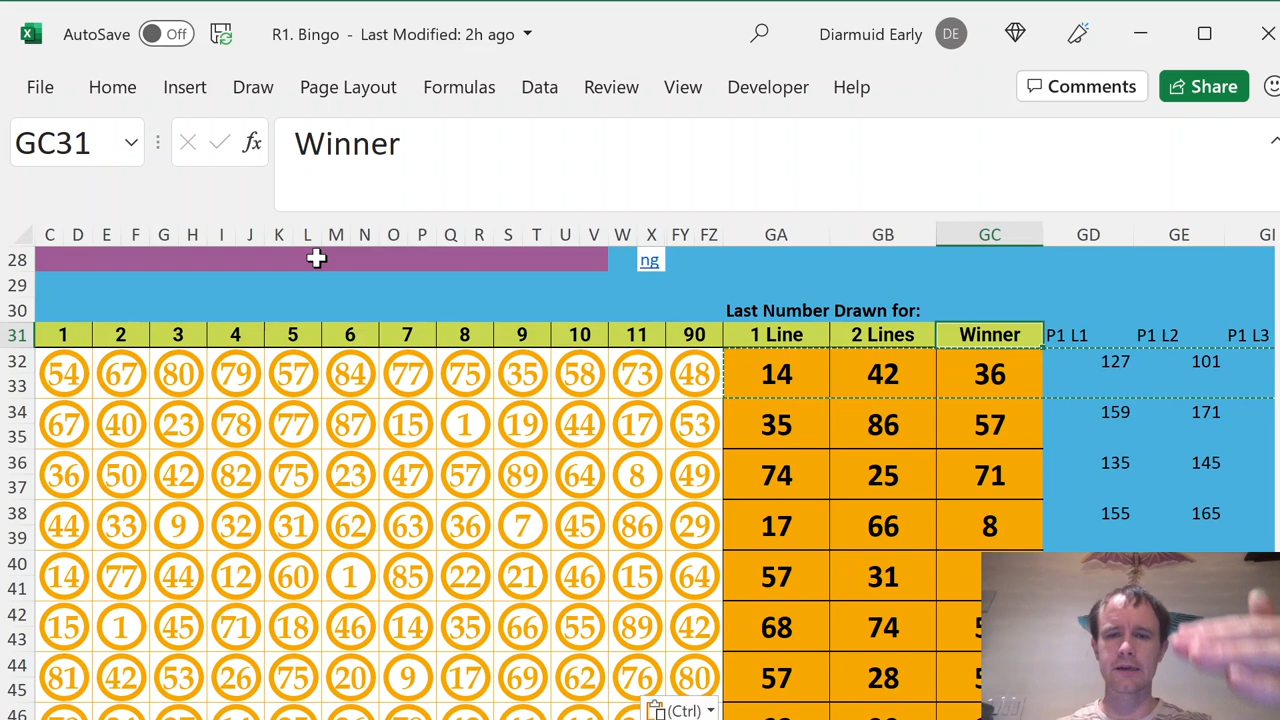 AutoSave Off R1. Bingo - Last Modified: 2h ago Diarmuid Early DE
File Home Insert Draw Page Layout Formulas Data Review View Developer Help Comments Share
GC31 fx Winner
C D E F G H I J K L M N O P Q R S T U V W X FY FZ GA GB GC GD GE
28 ng
29
30 Last Number Drawn for:
31 1 2 3 4 5 6 7 8 9 10 11 90 1 Line 2 Lines Winner P1 L1 P1 L2 P1 L3
32 54 67 80 79 57 84 77 75 35 58 73 48 14 42 36 127 101
33
34 67 40 23 78 77 87 15 1 19 44 17 53 35 86 57 159 171
35
36 36 50 42 82 75 23 47 57 89 64 8 49 74 25 71 135 145
37
38 44 33 9 32 31 62 63 36 7 45 86 29 17 66 8 155 165
39
40 14 77 44 12 60 1 85 22 21 46 15 64 57 31
41
42 15 1 45 71 18 46 14 35 66 55 89 42 68 74
43
44 81 42 53 26 75 20 9 17 69 62 76 80 57 28
45
46 (Ctrl)